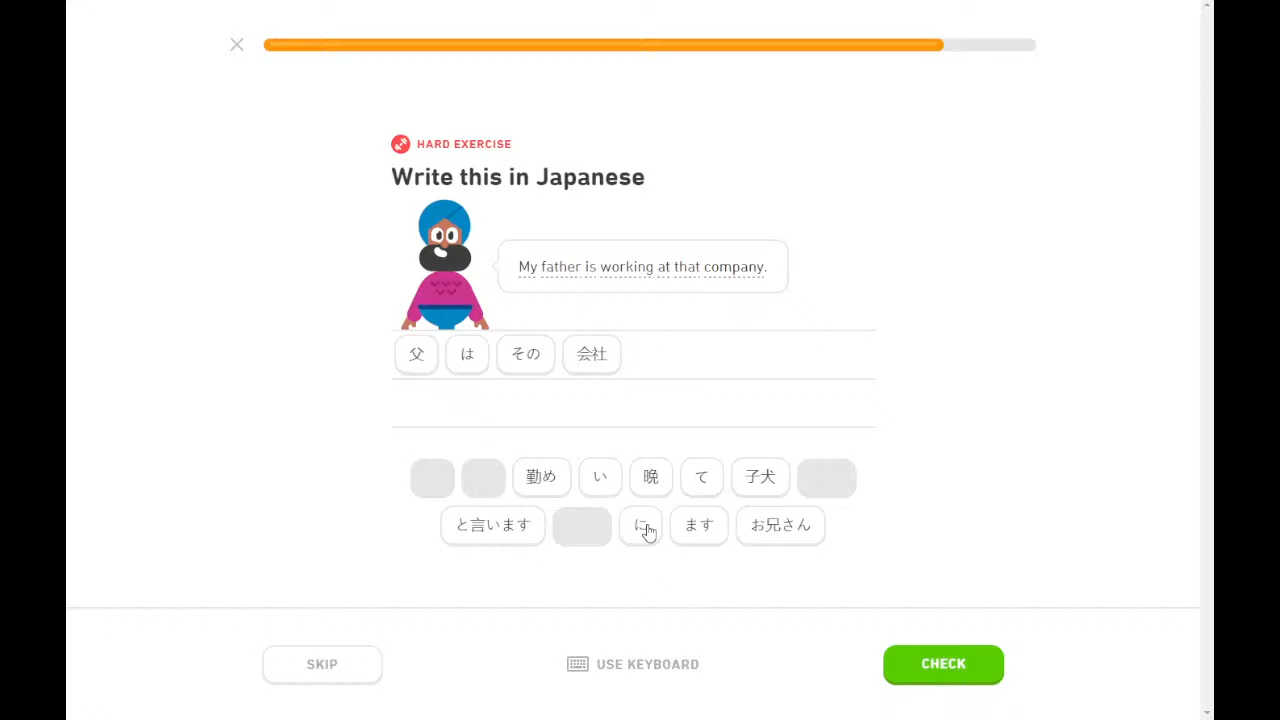 HARD EXERCISE
Write this in Japanese
My father is working at that company.
父 は その 会社
勤め い 晩 て 子犬
と言います に ます お兄さん
SKIP USE KEYBOARD CHECK